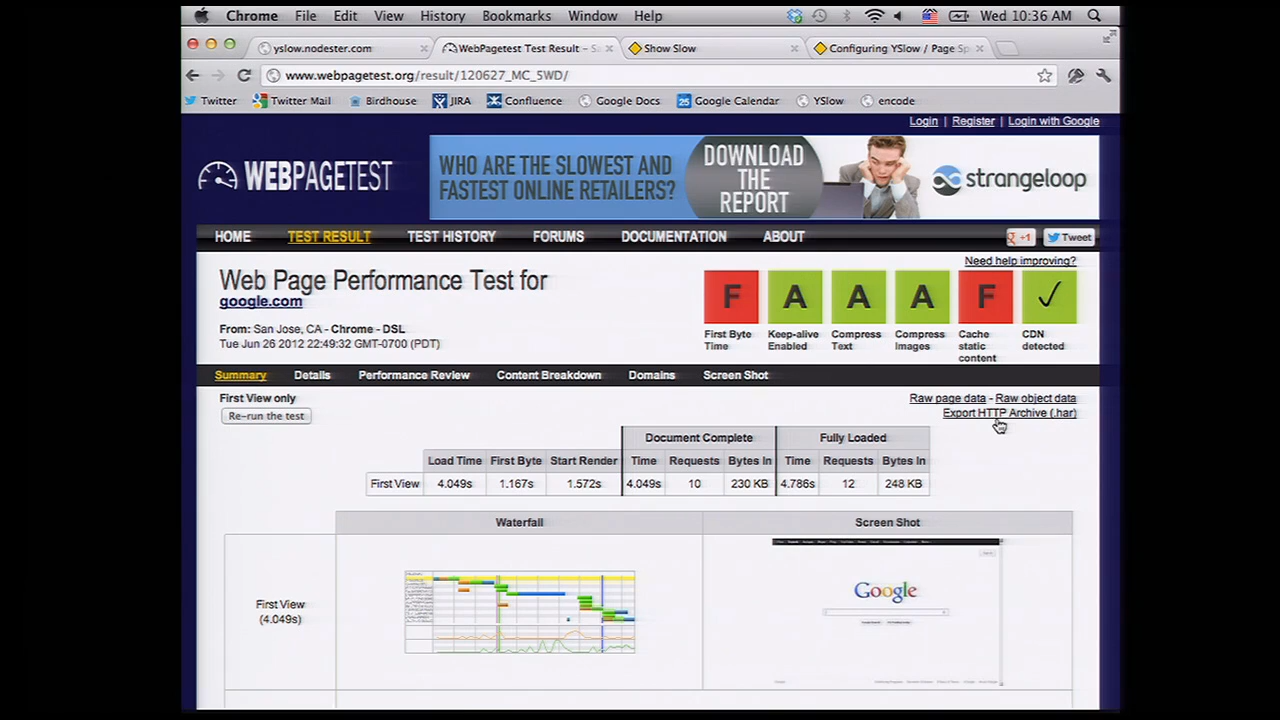 Chrome File Edit View History Bookmarks Window Help Wed 10:36 AM
yslow.nodester.com
WebPagetest Test Result – S
Show Slow
Configuring YSlow / Page Sp
www.webpagetest.org/result/120627_MC_5WD/
Twitter Twitter Mail Birdhouse JIRA Confluence Google Docs 25 Google Calendar YSlow encode
Login | Register | Login with Google
WEBPAGETEST
WHO ARE THE SLOWEST AND
FASTEST ONLINE RETAILERS?
DOWNLOAD
THE
REPORT
strangeloop
HOME TEST RESULT TEST HISTORY FORUMS DOCUMENTATION ABOUT
+1 Tweet
Need help improving?
Web Page Performance Test for
google.com
From: San Jose, CA - Chrome - DSL
Tue Jun 26 2012 22:49:32 GMT-0700 (PDT)
F A A A F ✓
First Byte Time
Keep-alive Enabled
Compress Text
Compress Images
Cache static content
CDN detected
Summary Details Performance Review Content Breakdown Domains Screen Shot
First View only
Re-run the test
Raw page data - Raw object data
Export HTTP Archive (.har)
Document Complete Fully Loaded
Load Time First Byte Start Render Time Requests Bytes In Time Requests Bytes In
First View 4.049s 1.167s 1.572s 4.049s 10 230 KB 4.786s 12 248 KB
Waterfall Screen Shot
First View
(4.049s)
Google